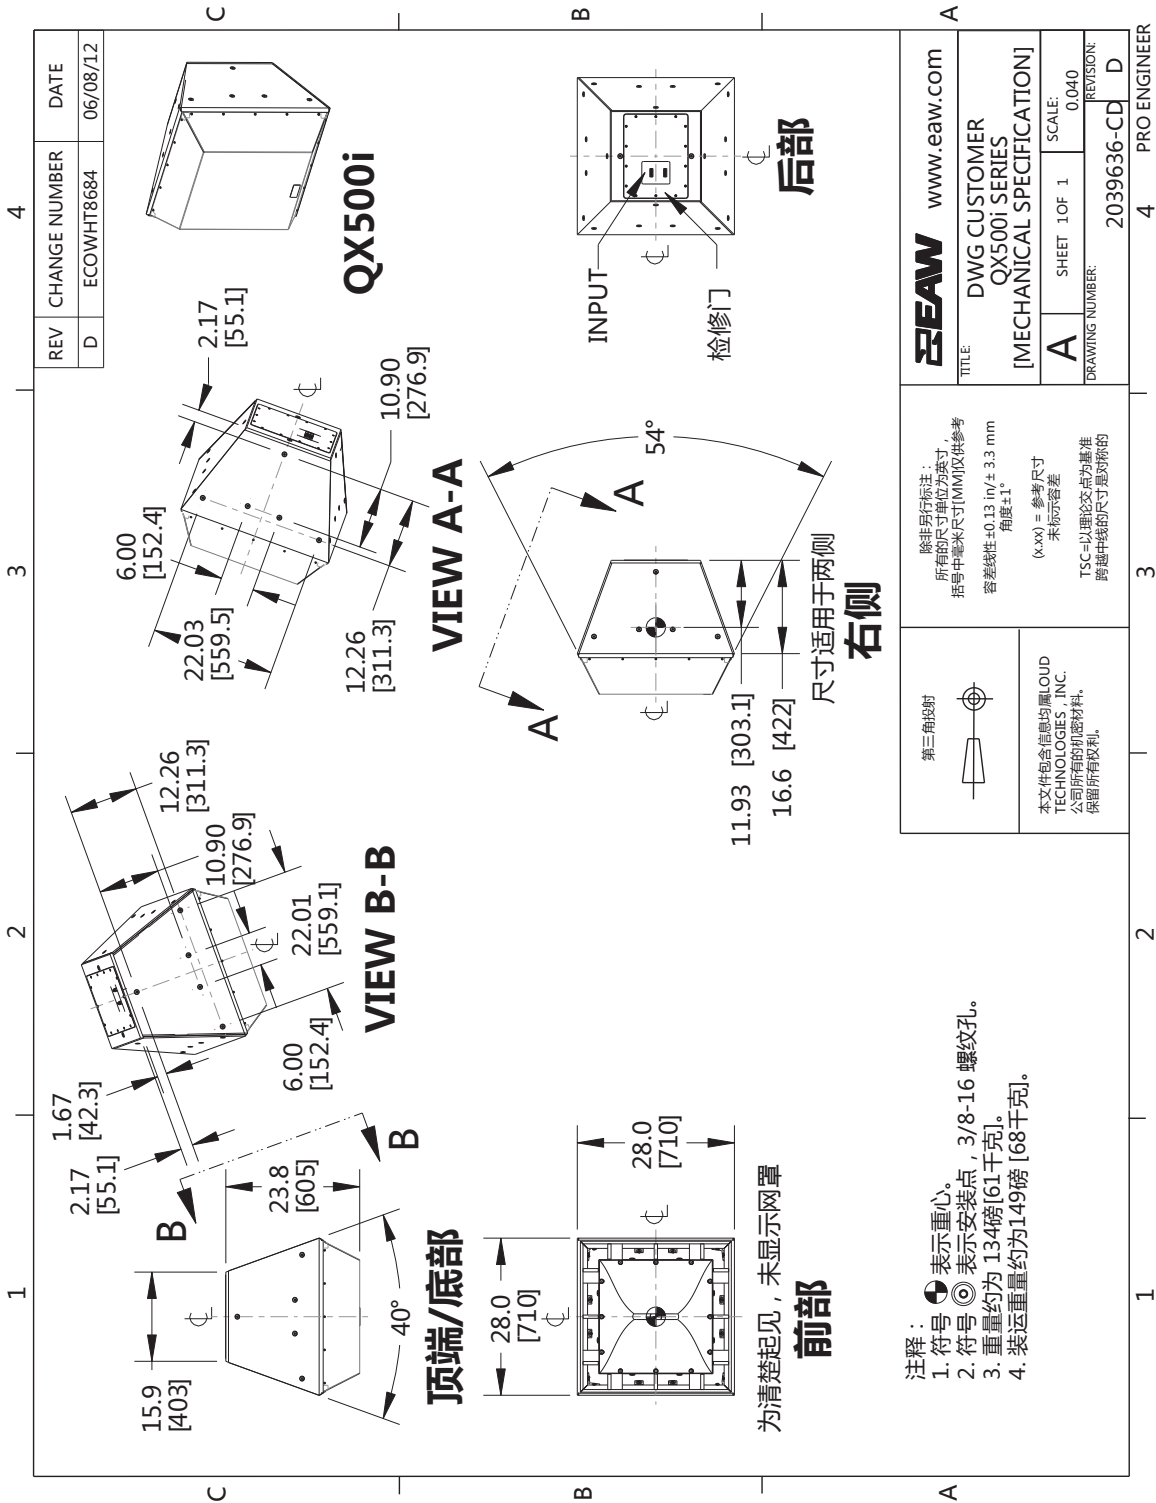 1
2
3
4
C
B
A
C
B
A
1
2
3
4
REV CHANGE NUMBER DATE
D ECOWHT8684 06/08/12
15.9
[403]
23.8
[605]
40°
顶端/底部
B
B
2.17
[55.1]
1.67
[42.3]
12.26
[311.3]
10.90
[276.9]
22.01
[559.1]
6.00
[152.4]
VIEW B-B
6.00
[152.4]
22.03
[559.5]
12.26
[311.3]
2.17
[55.1]
10.90
[276.9]
VIEW A-A
QX500i
28.0
[710]
28.0
[710]
为清楚起见，未显示网罩
前部
A
A
54°
11.93 [303.1]
16.6 [422]
尺寸适用于两侧
右侧
INPUT
检修门
后部
注释：
1. 符号 表示重心。
2. 符号 表示安装点，3/8-16 螺纹孔。
3. 重量约为 134磅[61千克]。
4. 装运重量约为149磅 [68千克]。
第三角投射
本文件包含信息均属LOUD
TECHNOLOGIES , INC.
公司所有的机密材料。
保留所有权利。
除非另行标注：
所有的尺寸单位为英寸，
括号中毫米尺寸[MM]仅供参考
容差线性 ±0.13 in/± 3.3 mm
角度±1°
(x.xx) = 参考尺寸
未标示容差
TSC=以理论交点为基准
跨越中线的尺寸是对称的
EAW www.eaw.com
TITLE:
DWG CUSTOMER
QX500i SERIES
[MECHANICAL SPECIFICATION]
A
SHEET 1OF 1
SCALE:
0.040
DRAWING NUMBER:
2039636-CD
REVISION:
D
PRO ENGINEER